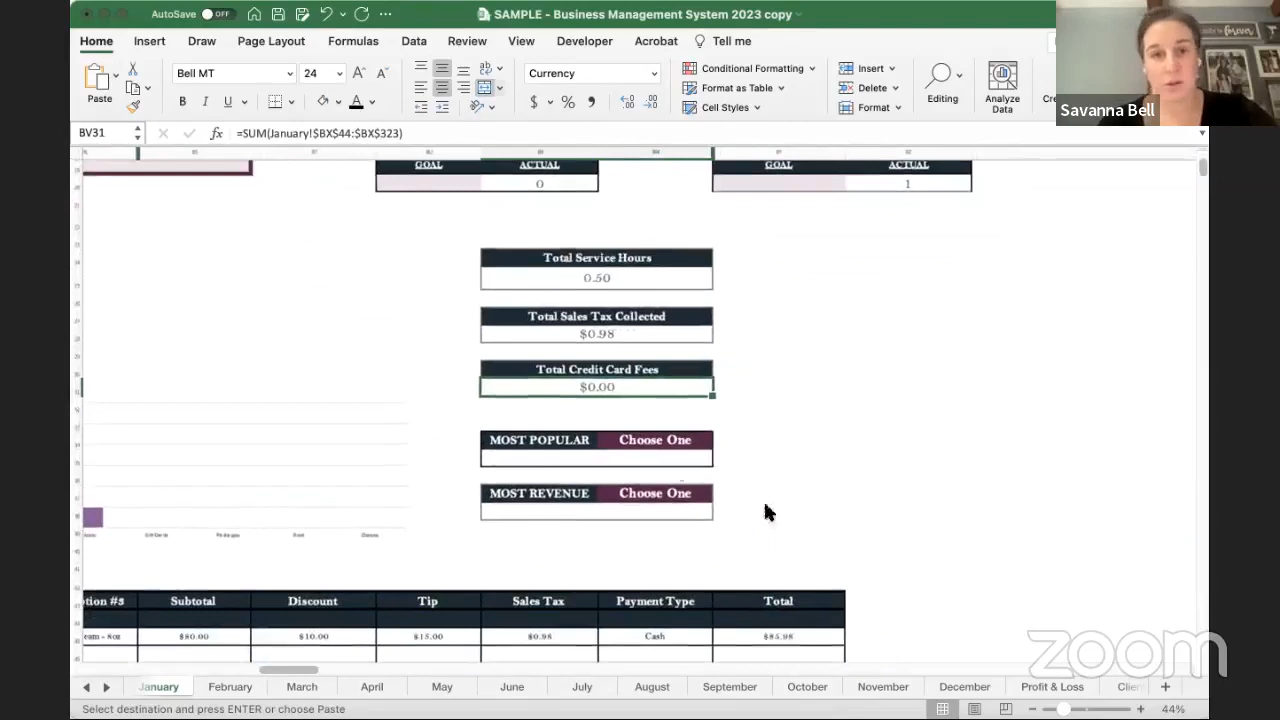 AutoSave OFF SAMPLE - Business Management System 2023 copy
Home Insert Draw Page Layout Formulas Data Review View Developer Acrobat Tell me
Paste Bell MT 24 Currency Conditional Formatting Format as Table Cell Styles Insert Delete Format Editing Analyze Data
Savanna Bell
BV31 fx =SUM(January!$BX$44:$BX$323)
GOAL ACTUAL GOAL ACTUAL
0 1
Total Service Hours
0.50
Total Sales Tax Collected
$0.98
Total Credit Card Fees
$0.00
MOST POPULAR Choose One
MOST REVENUE Choose One
tion #3 Subtotal Discount Tip Sales Tax Payment Type Total
eam - 8oz $80.00 $10.00 $15.00 $0.98 Cash $85.98
zoom
January February March April May June July August September October November December Profit & Loss Clien
Select destination and press ENTER or choose Paste 44%